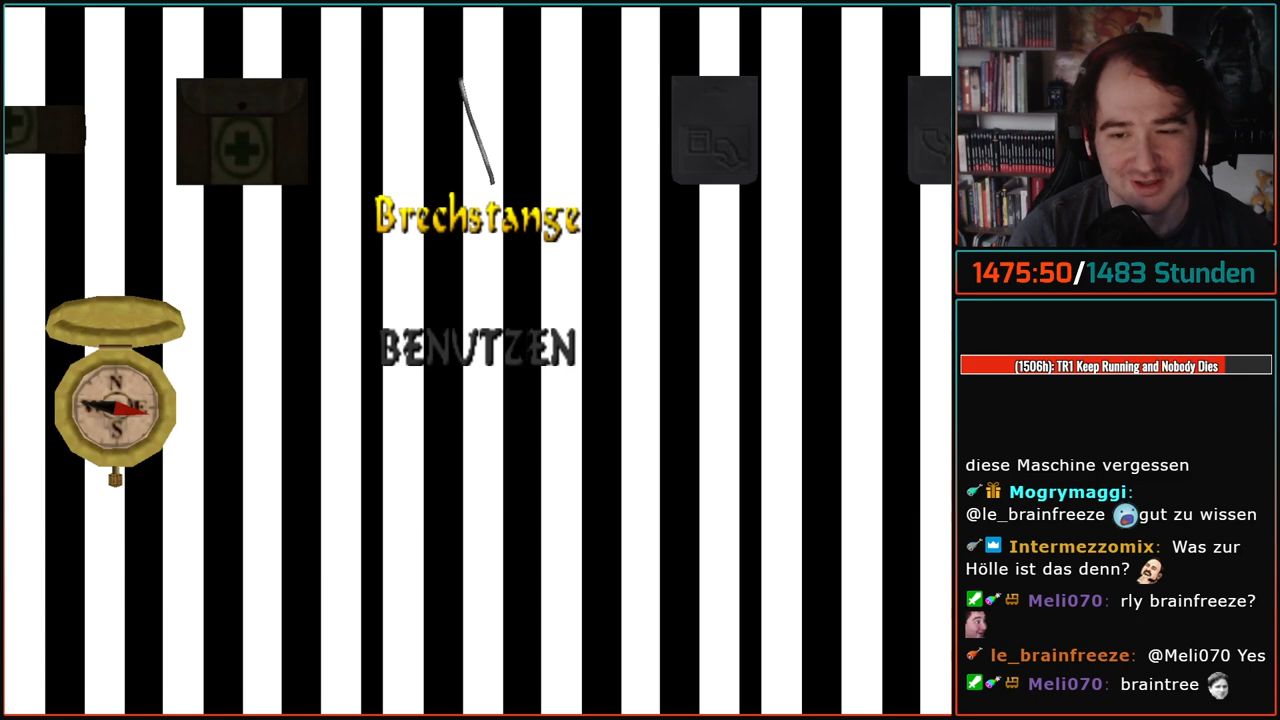 Brechstange
BENUTZEN
N
S
1475:50/1483 Stunden
(1506h): TR1 Keep Running and Nobody Dies
diese Maschine vergessen
Mogrymaggi:
@le_brainfreeze gut zu wissen
Intermezzomix: Was zur
Hölle ist das denn?
Meli070: rly brainfreeze?
le_brainfreeze: @Meli070 Yes
Meli070: braintree